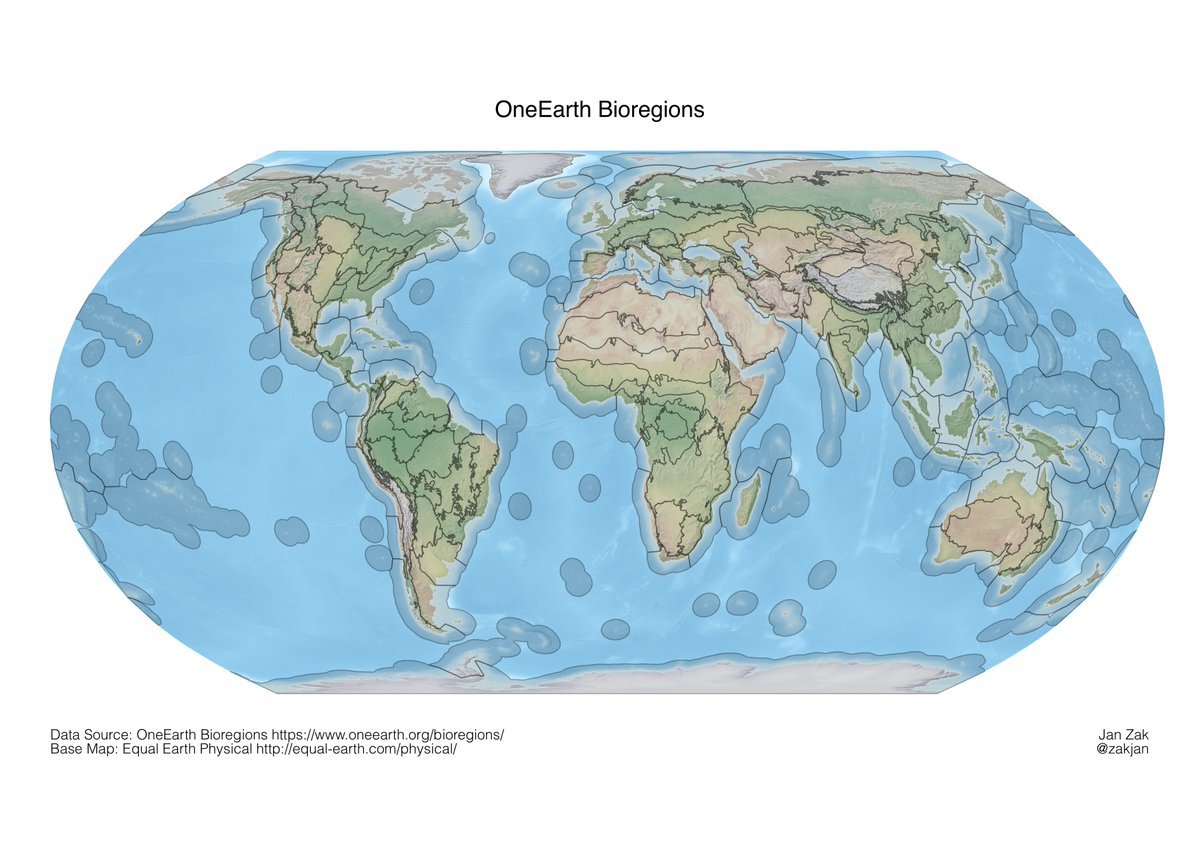 OneEarth Bioregions
Data Source: OneEarth Bioregions https://www.oneearth.org/bioregions/
Base Map: Equal Earth Physical http://equal-earth.com/physical/
Jan Zak
@zakjan